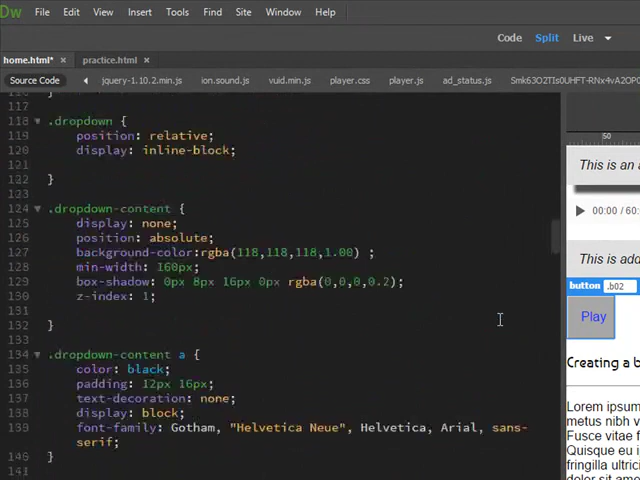 Dw File Edit View Insert Tools Find Site Window Help
Code Split Live
home.html* × practice.html ×
Source Code jquery-1.10.2.min.js ion.sound.js vuid.min.js player.css player.js ad_status.js
117
118 .dropdown {
119 position: relative;
120 display: inline-block;
121
122 }
123
124 .dropdown-content {
125 display: none;
126 position: absolute;
127 background-color:rgba(118,118,118,1.00) ;
128 min-width: 160px;
129 box-shadow: 0px 8px 16px 0px rgba(0,0,0,0.2);
130 z-index: 1;
131
132 }
133
134 .dropdown-content a {
135 color: black;
136 padding: 12px 16px;
137 text-decoration: none;
138 display: block;
139 font-family: Gotham, "Helvetica Neue", Helvetica, Arial, sans-
serif;
140 }
141
50
This is an a
00:00 / 60:
This is add
button .b02
Play
Creating a b
Lorem ipsum
metus nibh e
Fusce vitae d
Quisque eu i
fringilla ultric